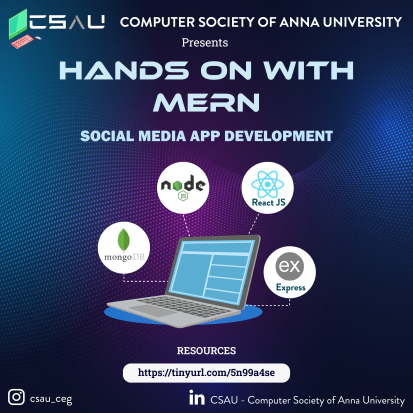 CSAU COMPUTER SOCIETY OF ANNA UNIVERSITY
Presents
HANDS ON WITH
MERN
SOCIAL MEDIA APP DEVELOPMENT
node
JS
React JS
mongoDB
ex
Express
RESOURCES
https://tinyurl.com/5n99a4se
csau_ceg
in CSAU - Computer Society of Anna University